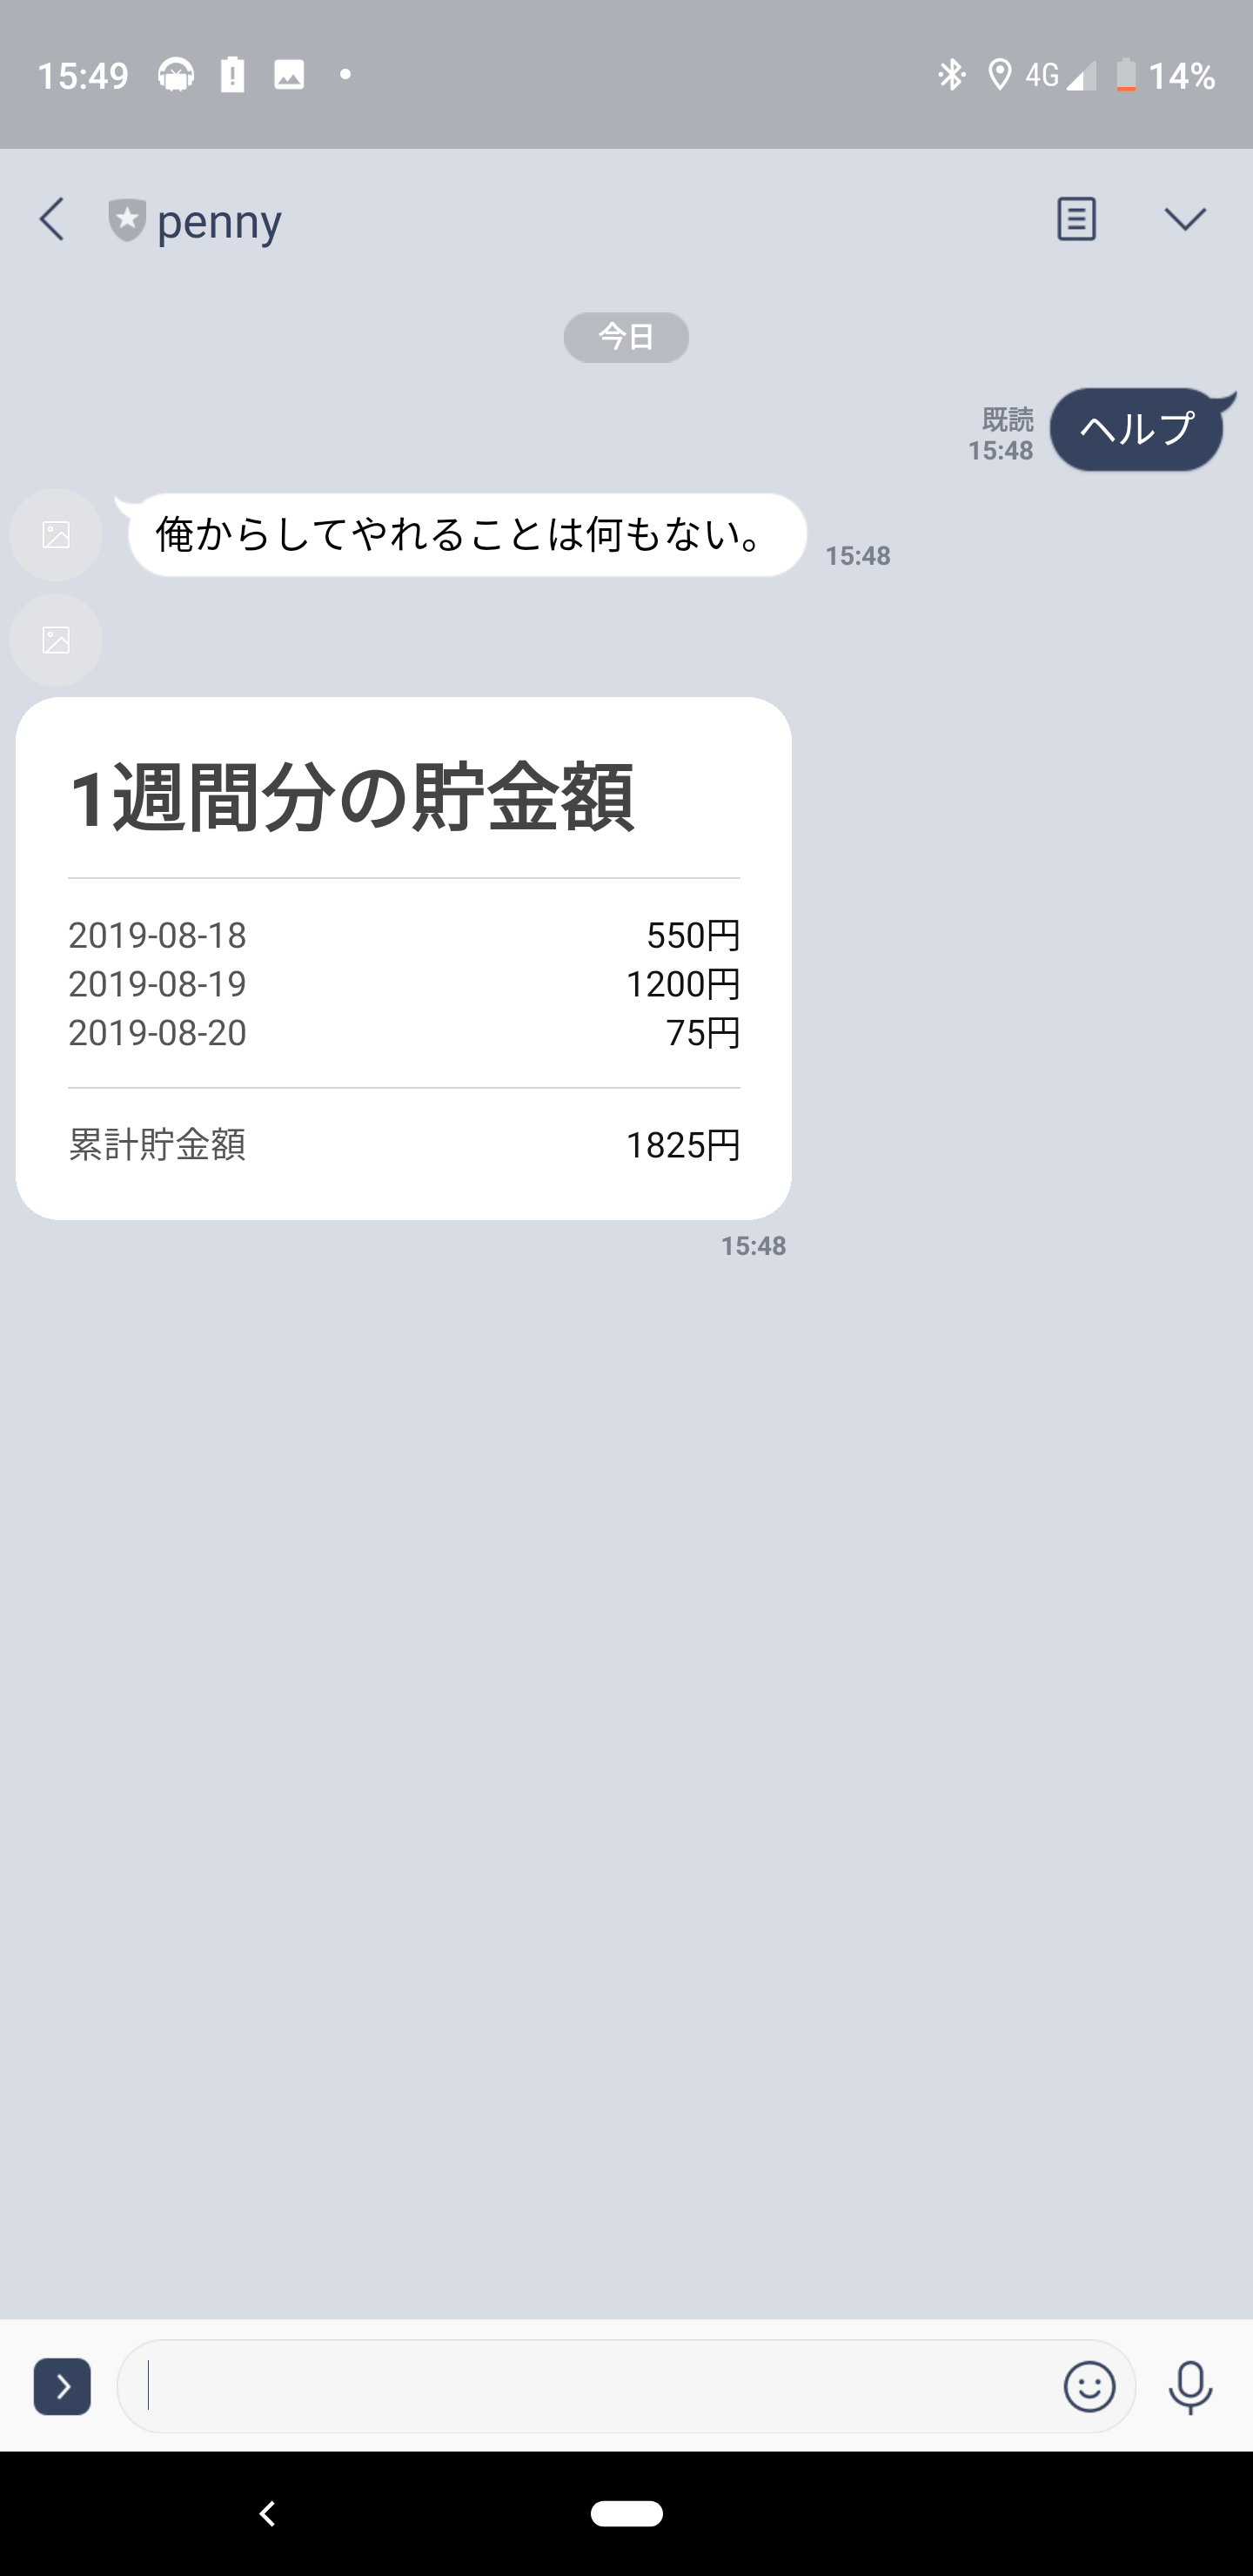 15:49
4G 14%
penny
今日
既読
15:48
ヘルプ
俺からしてやれることは何もない。
15:48
1週間分の貯金額
2019-08-18 550円
2019-08-19 1200円
2019-08-20 75円
累計貯金額 1825円
15:48